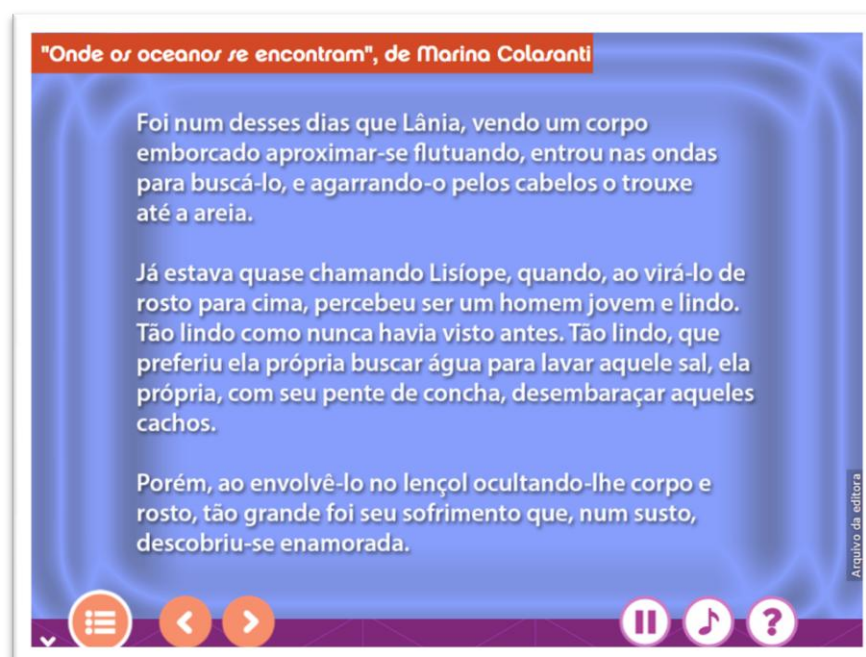 "Onde os oceanos se encontram", de Marina Colasanti
Foi num desses dias que Lânia, vendo um corpo
emborcado aproximar-se flutuando, entrou nas ondas
para buscá-lo, e agarrando-o pelos cabelos o trouxe
até a areia.
Já estava quase chamando Lisíope, quando, ao virá-lo de
rosto para cima, percebeu ser um homem jovem e lindo.
Tão lindo como nunca havia visto antes. Tão lindo, que
preferiu ela própria buscar água para lavar aquele sal, ela
própria, com seu pente de concha, desembaraçar aqueles
cachos.
Porém, ao envolvê-lo no lençol ocultando-lhe corpo e
rosto, tão grande foi seu sofrimento que, num susto,
descobriu-se enamorada.
Arquivo da editora
?